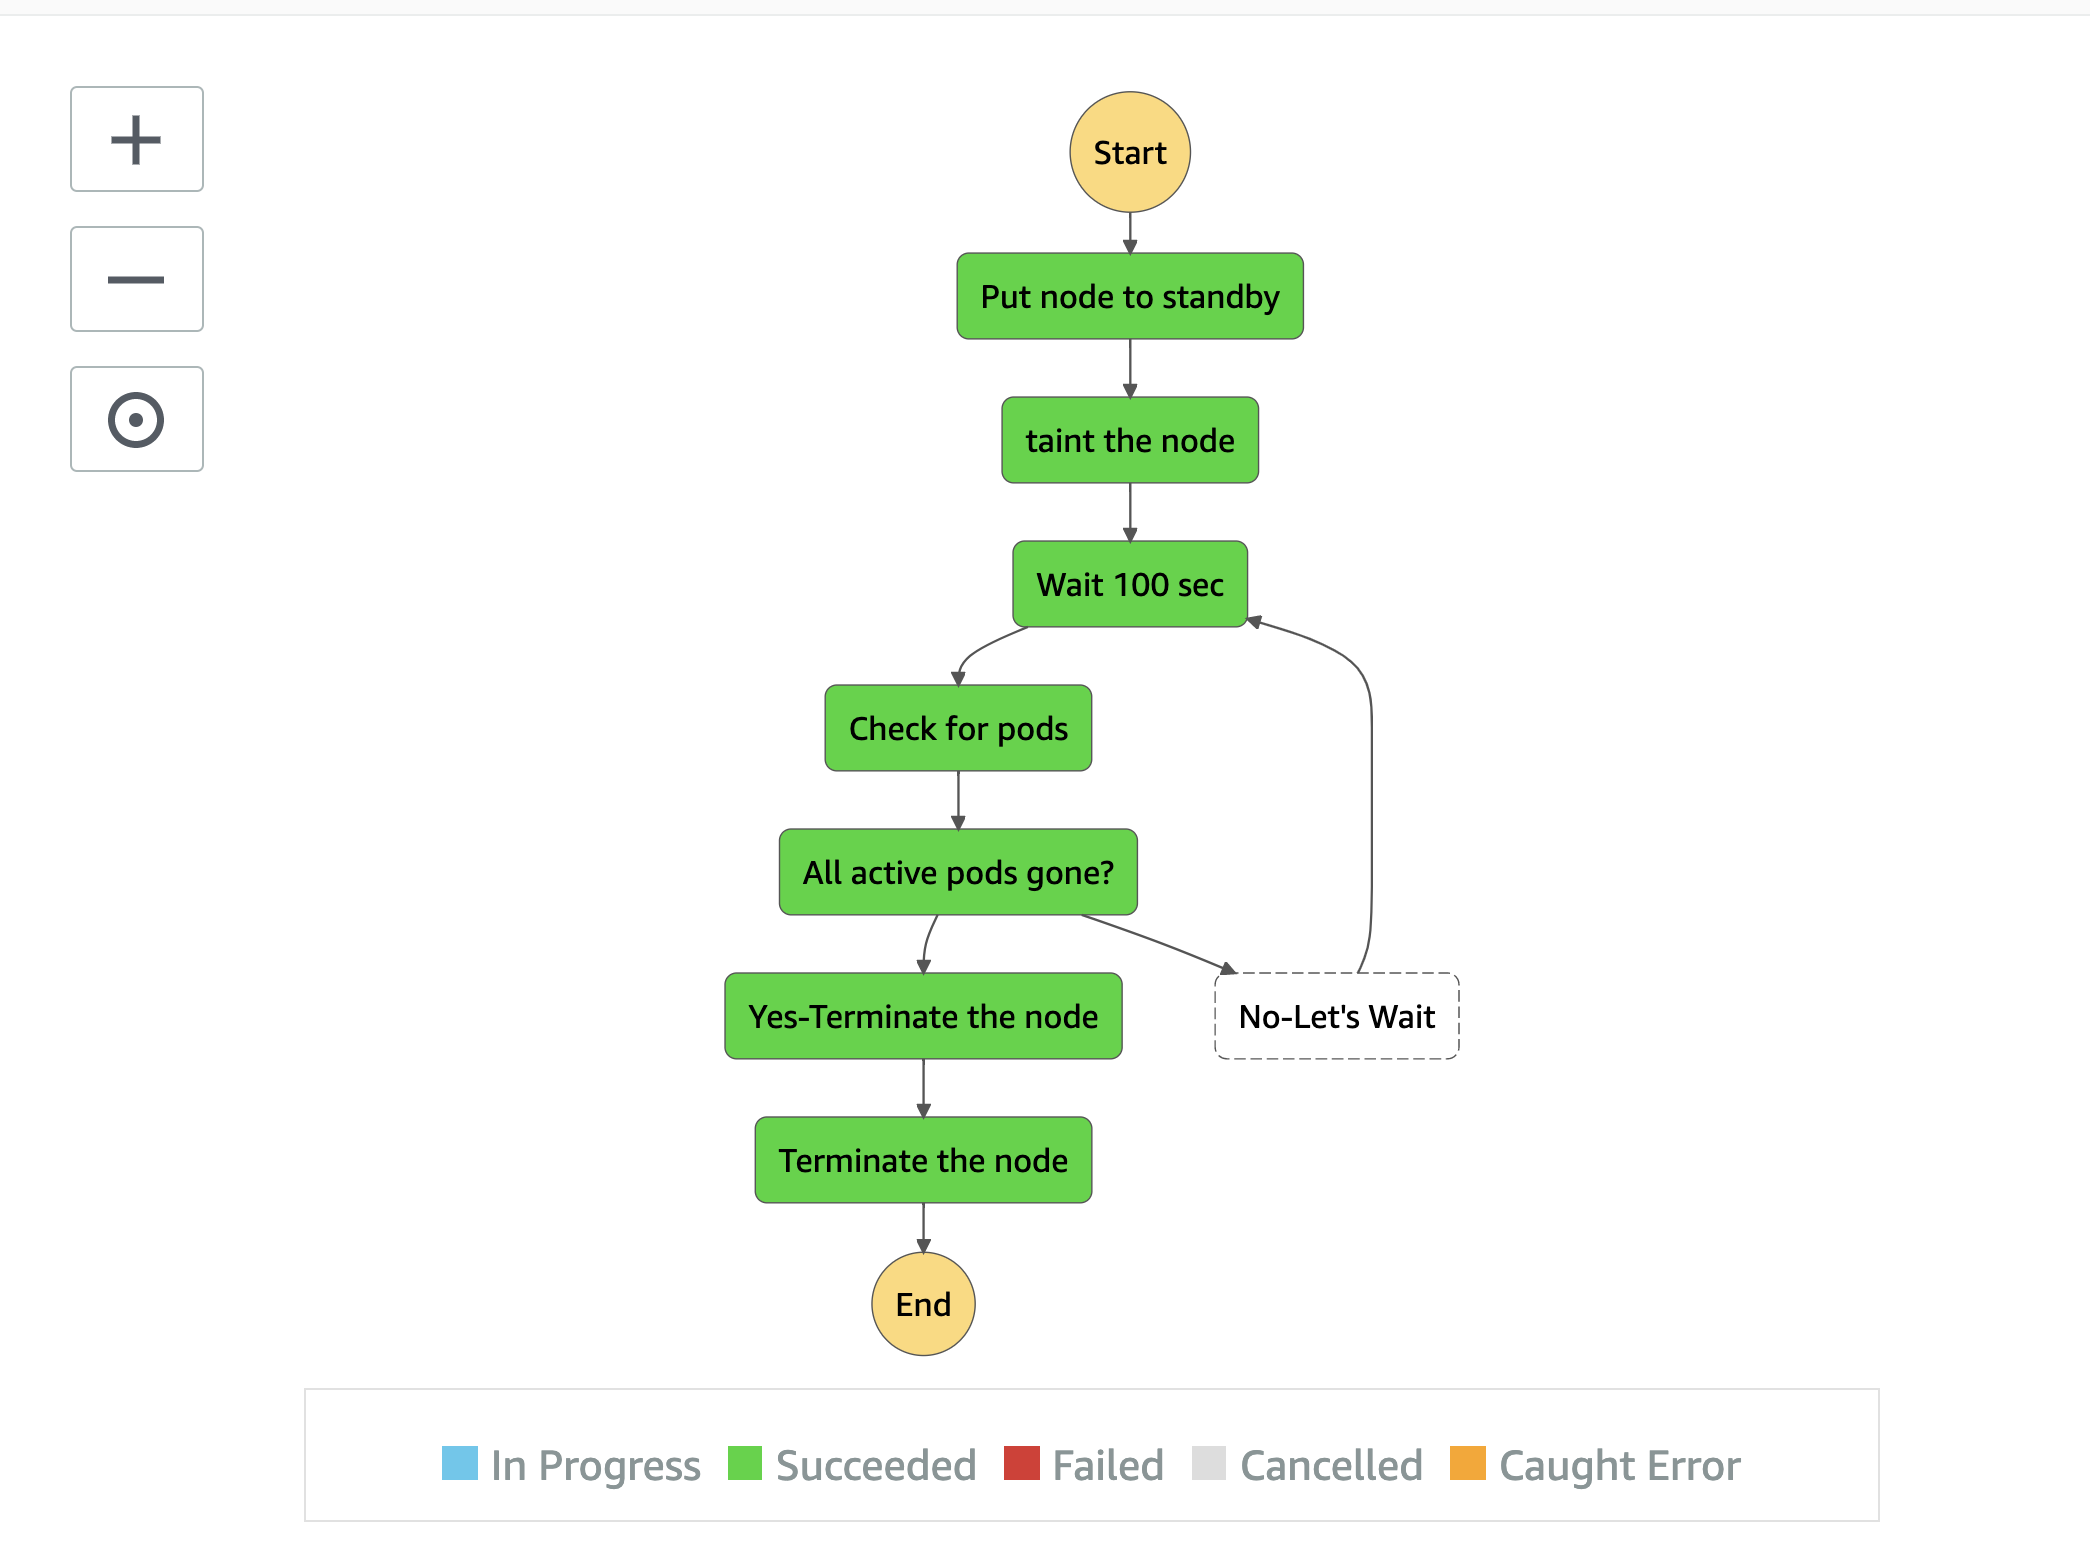 Start
Put node to standby
taint the node
Wait 100 sec
Check for pods
All active pods gone?
Yes-Terminate the node
No-Let's Wait
Terminate the node
End
In Progress
Succeeded
Failed
Cancelled
Caught Error